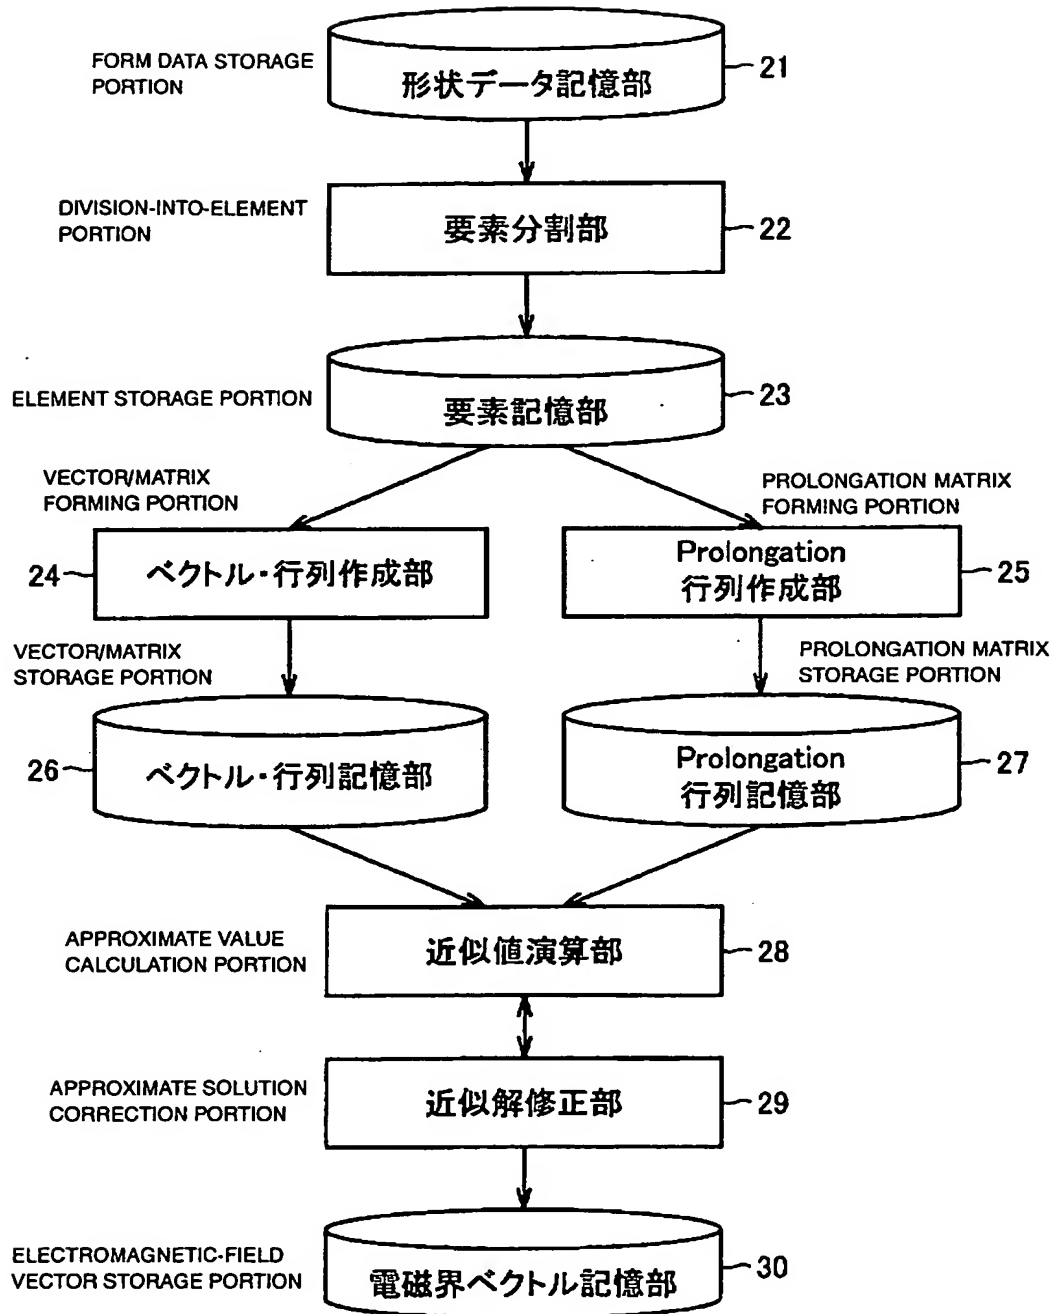 FORM DATA STORAGE
PORTION
形状データ記憶部
21
DIVISION-INTO-ELEMENT
PORTION
要素分割部
22
ELEMENT STORAGE PORTION
要素記憶部
23
VECTOR/MATRIX
FORMING PORTION
24
ベクトル・行列作成部
PROLONGATION MATRIX
FORMING PORTION
Prolongation
行列作成部
25
VECTOR/MATRIX
STORAGE PORTION
26
ベクトル・行列記憶部
PROLONGATION MATRIX
STORAGE PORTION
Prolongation
行列記憶部
27
APPROXIMATE VALUE
CALCULATION PORTION
近似値演算部
28
APPROXIMATE SOLUTION
CORRECTION PORTION
近似解修正部
29
ELECTROMAGNETIC-FIELD
VECTOR STORAGE PORTION
電磁界ベクトル記憶部
30